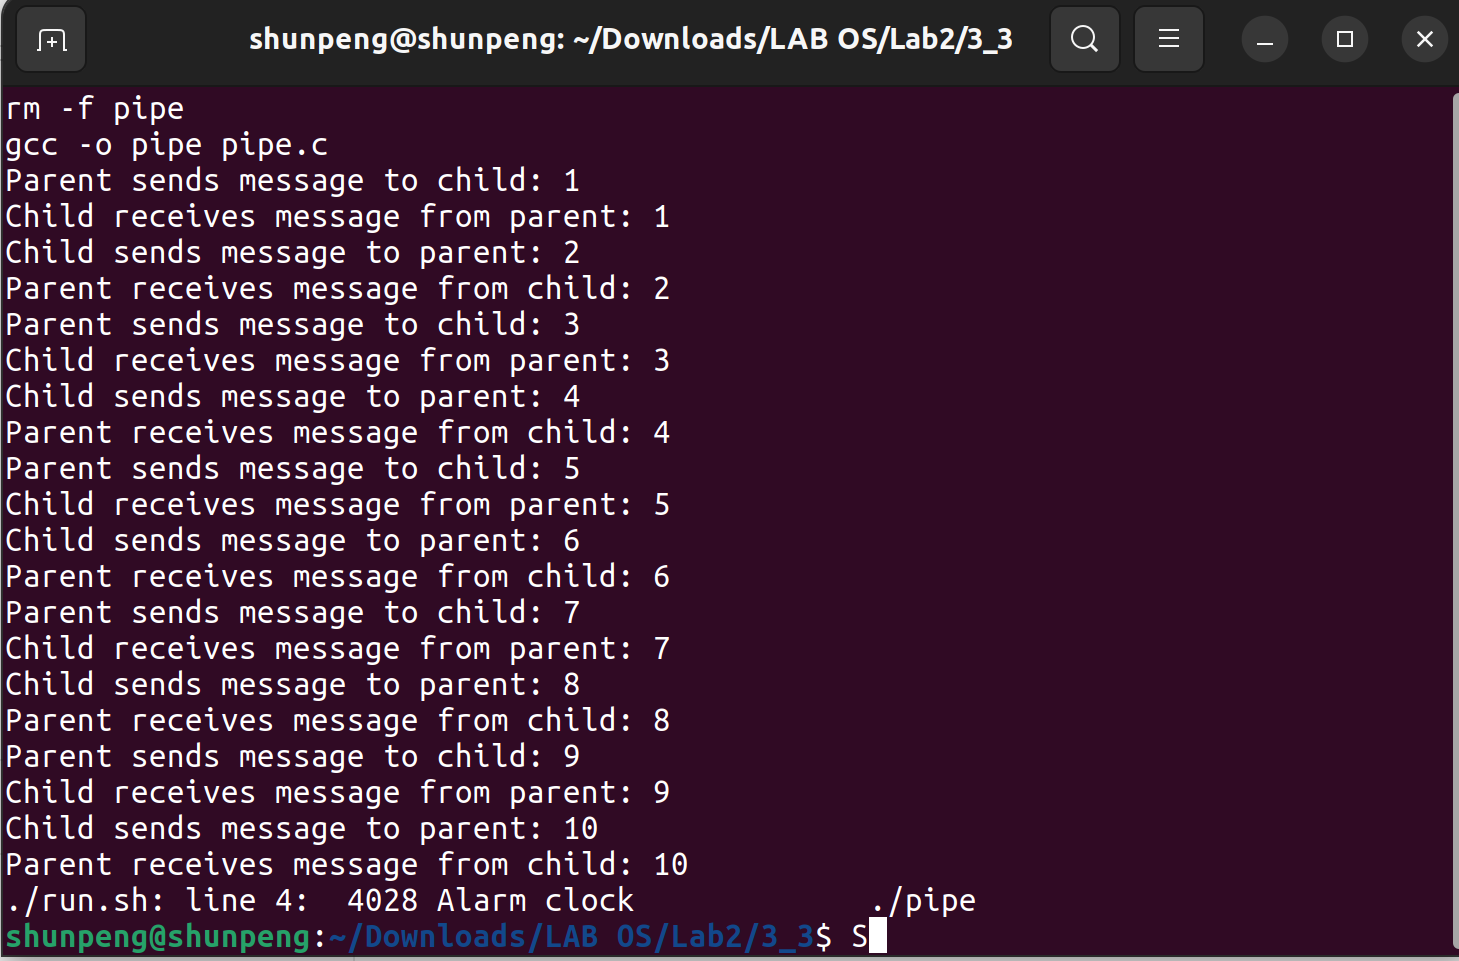 shunpeng@shunpeng: ~/Downloads/LAB OS/Lab2/3_3
rm -f pipe
gcc -o pipe pipe.c
Parent sends message to child: 1
Child receives message from parent: 1
Child sends message to parent: 2
Parent receives message from child: 2
Parent sends message to child: 3
Child receives message from parent: 3
Child sends message to parent: 4
Parent receives message from child: 4
Parent sends message to child: 5
Child receives message from parent: 5
Child sends message to parent: 6
Parent receives message from child: 6
Parent sends message to child: 7
Child receives message from parent: 7
Child sends message to parent: 8
Parent receives message from child: 8
Parent sends message to child: 9
Child receives message from parent: 9
Child sends message to parent: 10
Parent receives message from child: 10
./run.sh: line 4:  4028 Alarm clock             ./pipe
shunpeng@shunpeng:~/Downloads/LAB OS/Lab2/3_3$ S